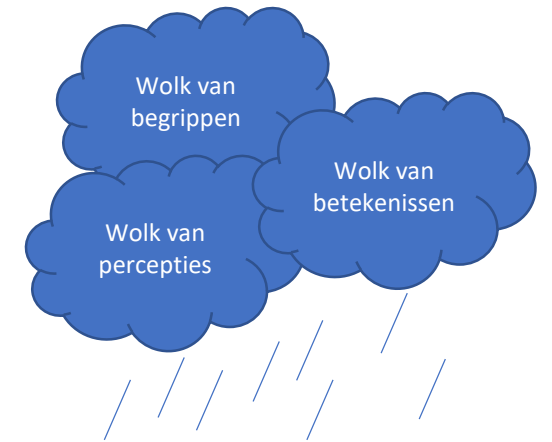 Wolk van
begrippen
Wolk van
betekenissen
Wolk van
percepties